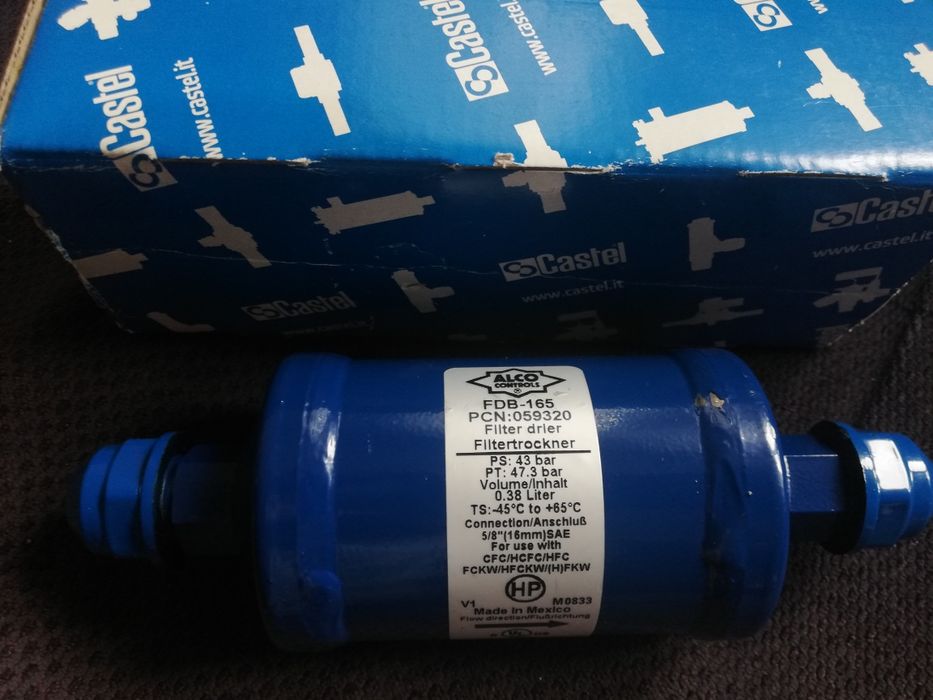 Castel
www.castel.it
Castel
www.castel.it
Castel
www.castel.it
Castel
www.castel.it
Castel
ALCO
CONTROLS
FDB-165
PCN:059320
Filter drier
Filtertrockner
PS: 43 bar
PT: 47.3 bar
Volume/Inhalt
0.38 Liter
TS:-45°C to +65°C
Connection/Anschluß
5/8"(16mm)SAE
For use with
CFC/HCFC/HFC
FCKW/HFCKW/(H)FKW
HP
V1 M0833
Made in Mexico
Flow direction/Flußrichtung